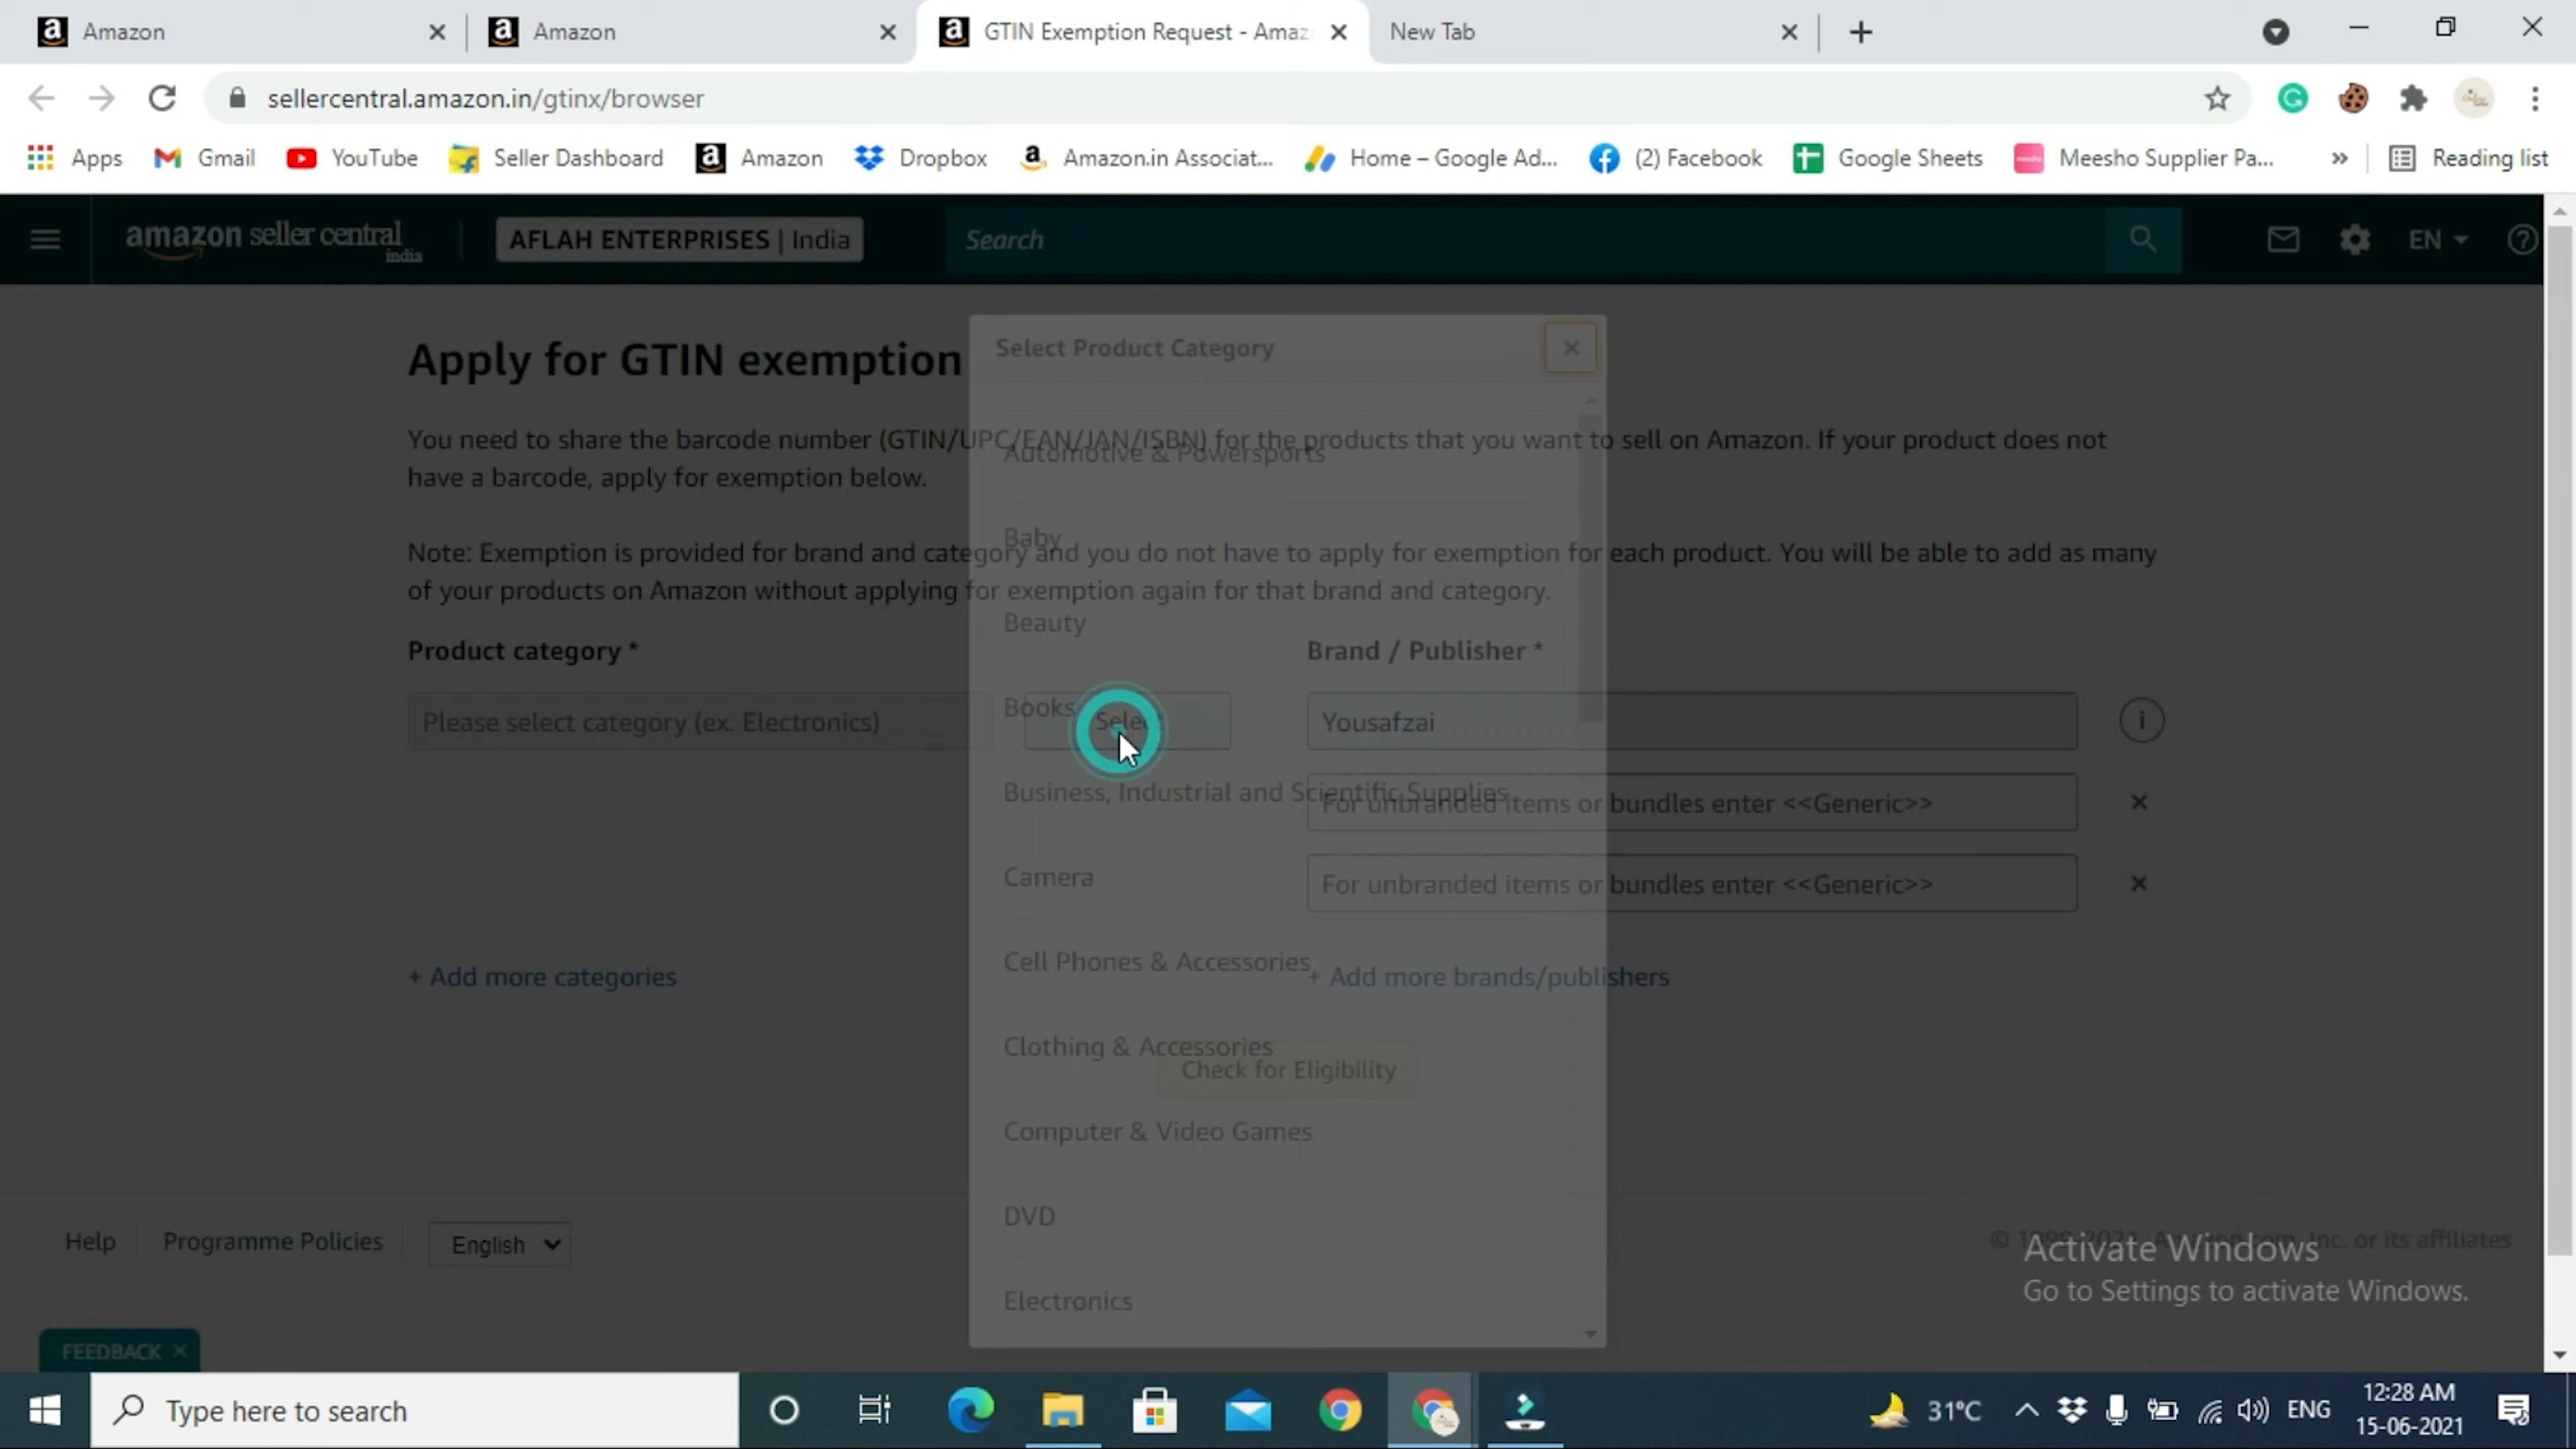 Amazon
Amazon
GTIN Exemption Request - Amaz
New Tab
sellercentral.amazon.in/gtinx/browser
Apps
Gmail
YouTube
Seller Dashboard
Amazon
Dropbox
Amazon.in Associat...
Home – Google Ad...
(2) Facebook
Google Sheets
Meesho Supplier Pa...
»
Reading list
amazon seller central
india
AFLAH ENTERPRISES | India
Search
EN
Apply for GTIN exemption
Select Product Category
You need to share the barcode number (GTIN/UPC/EAN/JAN/ISBN) for the products that you want to sell on Amazon. If your product does not
have a barcode, apply for exemption below.
Automotive & Powersports
Baby
Note: Exemption is provided for brand and category and you do not have to apply for exemption for each product. You will be able to add as many
of your products on Amazon without applying for exemption again for that brand and category.
Beauty
Product category *
Brand / Publisher *
Please select category (ex. Electronics)
Books
Select
Yousafzai
Business, Industrial and Scientific Supplies
For unbranded items or bundles enter <<Generic>>
Camera
For unbranded items or bundles enter <<Generic>>
Cell Phones & Accessories
+ Add more categories
+ Add more brands/publishers
Clothing & Accessories
Check for Eligibility
Computer & Video Games
DVD
Electronics
Help
Programme Policies
English
© 1999-2021, Amazon.com, Inc. or its affiliates
Activate Windows
Go to Settings to activate Windows.
FEEDBACK
Type here to search
31°C
ENG
12:28 AM
15-06-2021